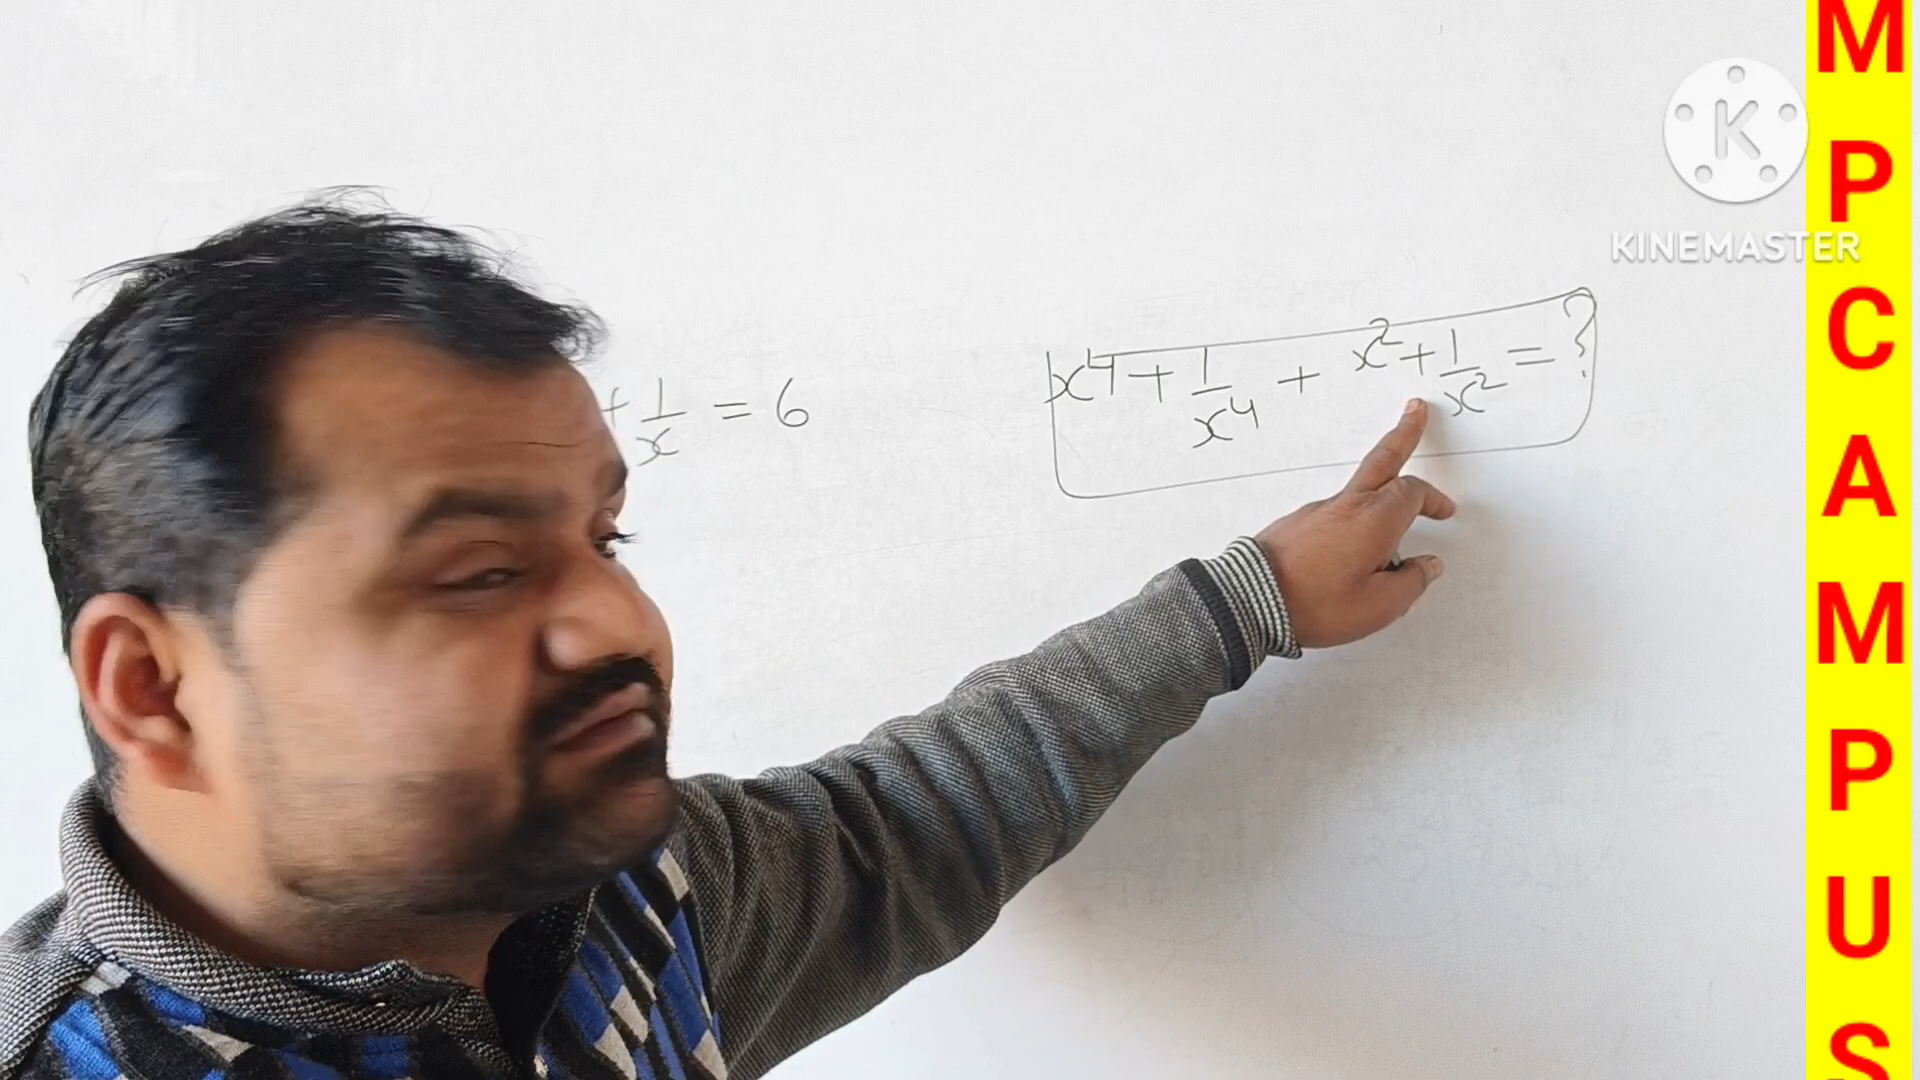 + 1/x = 6
x⁴ + 1/x⁴ + x² + 1/x² = ?
KINEMASTER
MPCAMPUS